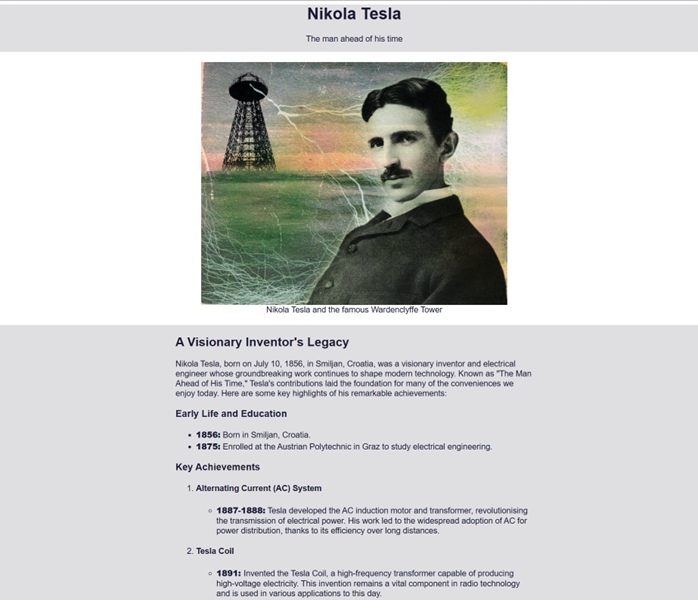 Nikola Tesla
The man ahead of his time
Nikola Tesla and the famous Wardenclyffe Tower
A Visionary Inventor's Legacy
Nikola Tesla, born on July 10, 1856, in Smiljan, Croatia, was a visionary inventor and electrical
engineer whose groundbreaking work continues to shape modern technology. Known as "The Man
Ahead of His Time," Tesla's contributions laid the foundation for many of the conveniences we
enjoy today. Here are some key highlights of his remarkable achievements:
Early Life and Education
• 1856: Born in Smiljan, Croatia.
• 1875: Enrolled at the Austrian Polytechnic in Graz to study electrical engineering.
Key Achievements
1. Alternating Current (AC) System
◦ 1887-1888: Tesla developed the AC induction motor and transformer, revolutionising
the transmission of electrical power. His work led to the widespread adoption of AC for
power distribution, thanks to its efficiency over long distances.
2. Tesla Coil
◦ 1891: Invented the Tesla Coil, a high-frequency transformer capable of producing
high-voltage electricity. This invention remains a vital component in radio technology
and is used in various applications to this day.